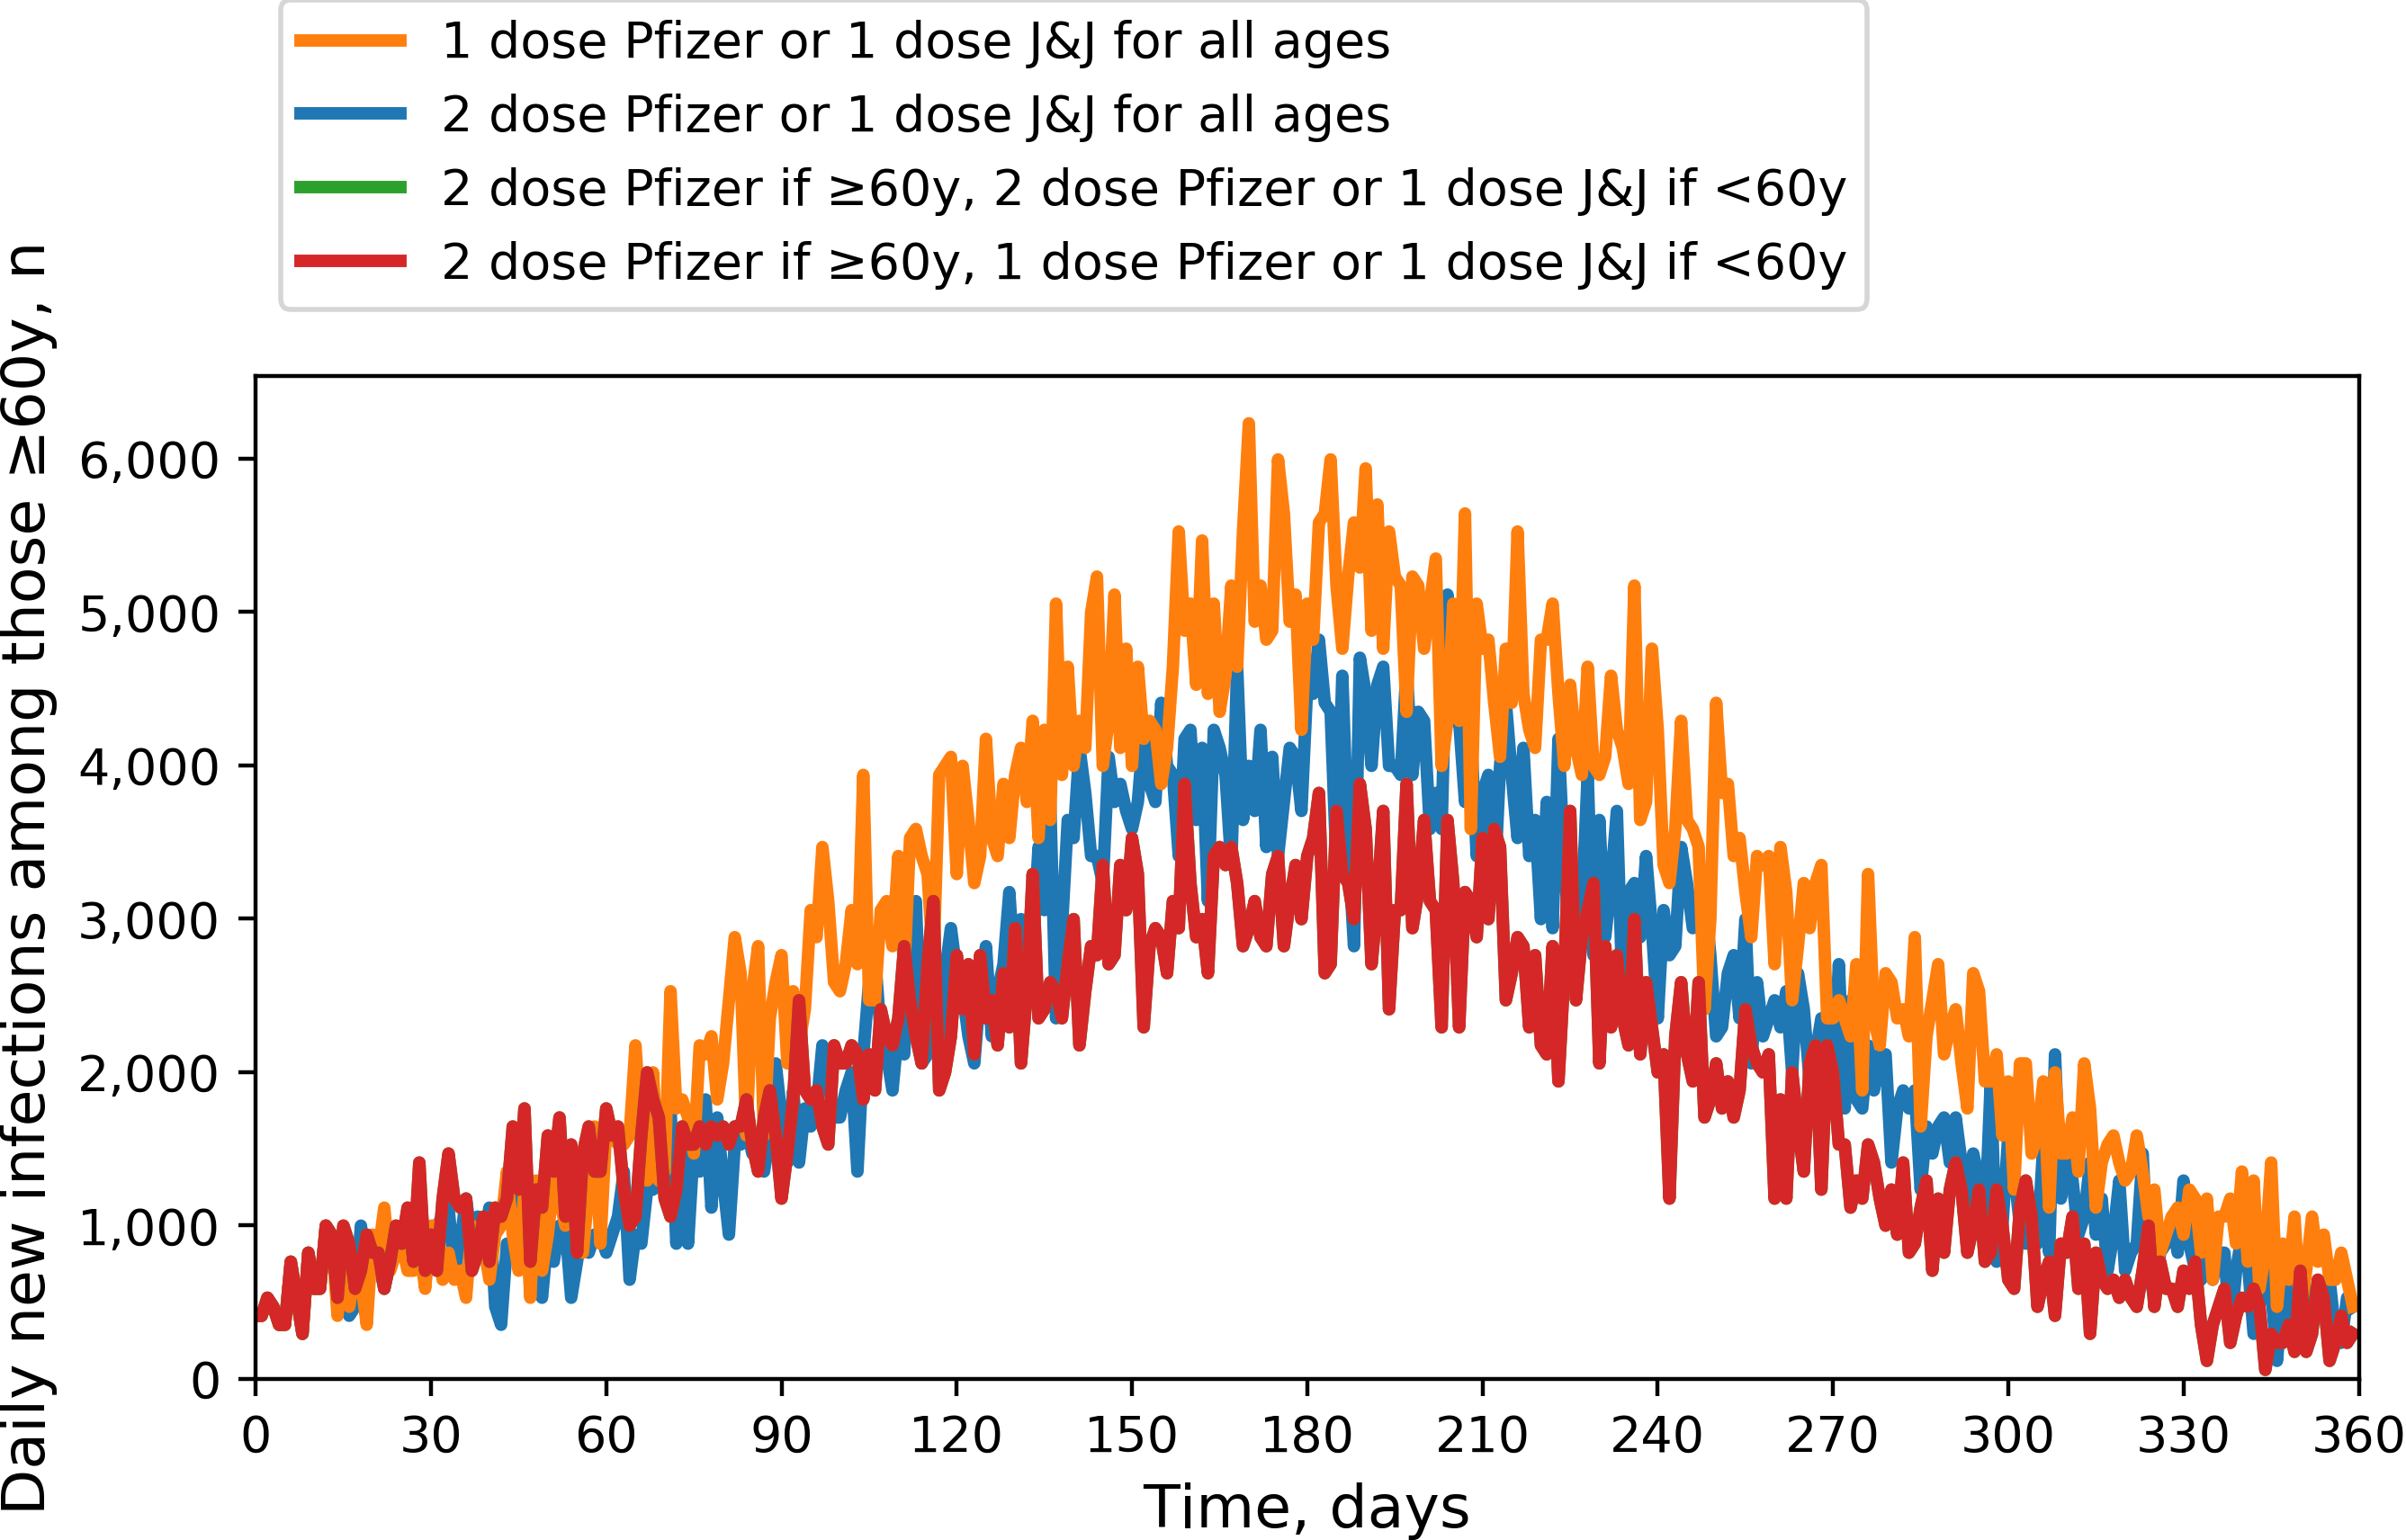 1 dose Pfizer or 1 dose J&J for all ages
2 dose Pfizer or 1 dose J&J for all ages
2 dose Pfizer if ≥60y, 2 dose Pfizer or 1 dose J&J if <60y
2 dose Pfizer if ≥60y, 1 dose Pfizer or 1 dose J&J if <60y
Daily new infections among those ≥60y, n
6,000
5,000
4,000
3,000
2,000
1,000
0
0 30 60 90 120 150 180 210 240 270 300 330 360
Time, days